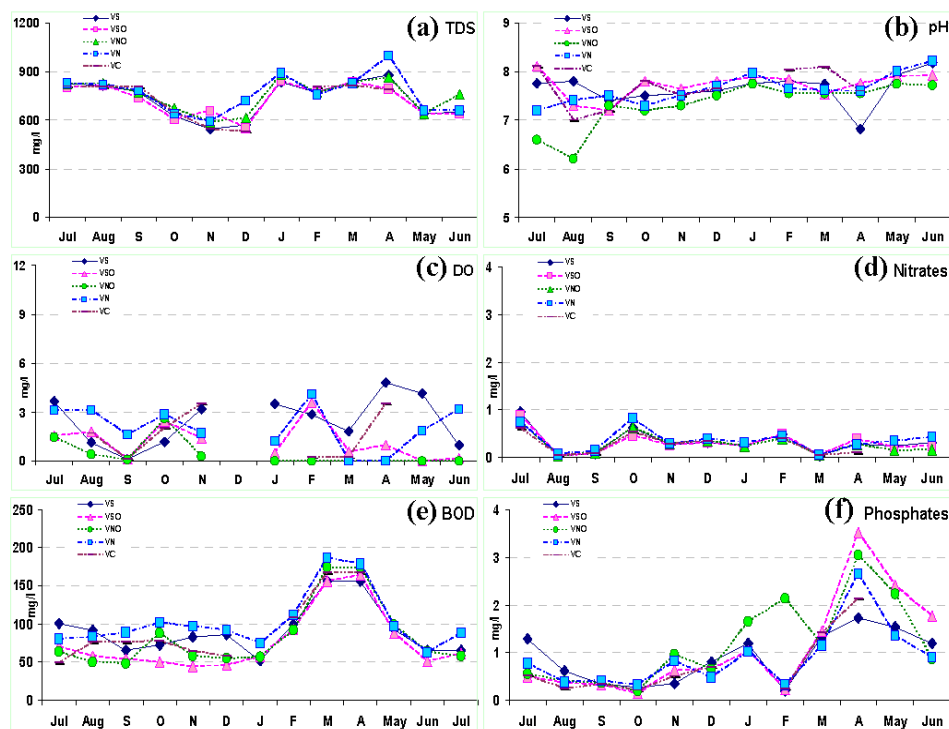 (a) TDS
VS
VSO
VNO
VN
VC
mg/l
1200
900
600
300
0
Jul Aug S O N D J F M A May Jun
(b) pH
VS
VSO
VNO
VN
VC
9
8
7
6
5
Jul Aug S O N D J F M A May Jun
(c) DO
VS
VSO
VNO
VN
VC
mg/l
12
9
6
3
0
Jul Aug S O N D J F M A May Jun
(d) Nitrates
VS
VSO
VNO
VN
VC
mg/l
4
3
2
1
0
Jul Aug S O N D J F M A May Jun
(e) BOD
VS
VSO
VNO
VN
VC
mg/l
250
200
150
100
50
0
Jul Aug S O N D J F M A May Jun Jul
(f) Phosphates
VS
VSO
VNO
VN
VC
mg/l
4
3
2
1
0
Jul Aug S O N D J F M A May Jun